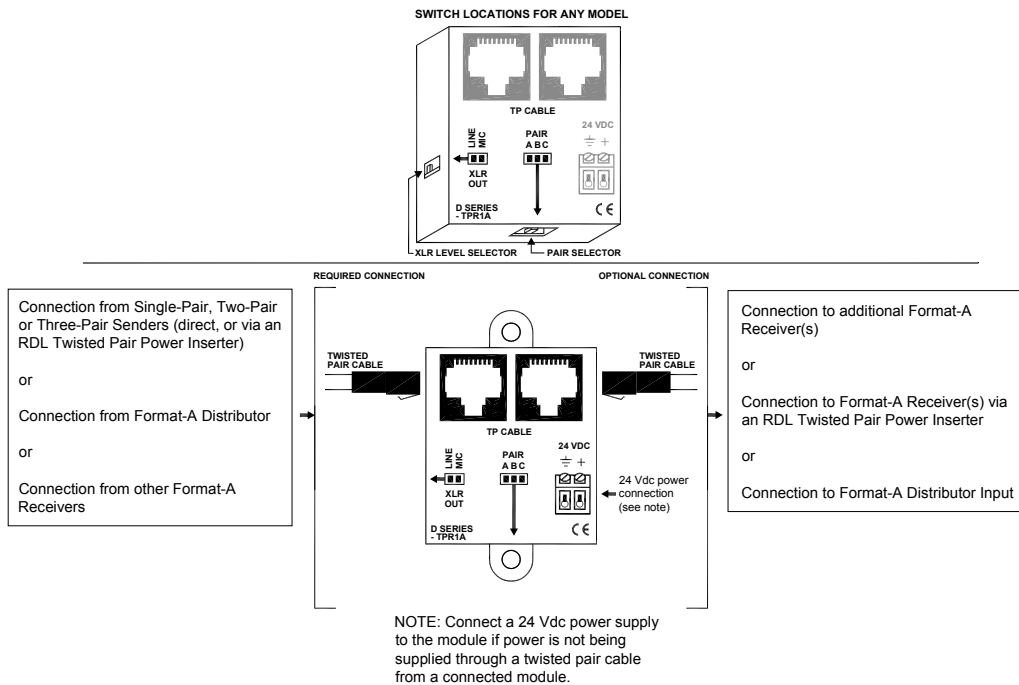 SWITCH LOCATIONS FOR ANY MODEL
TP CABLE
24 VDC
+
LINE
MIC
PAIR
A B C
XLR
OUT
D SERIES
- TPR1A
CE
XLR LEVEL SELECTOR
PAIR SELECTOR
REQUIRED CONNECTION
OPTIONAL CONNECTION
Connection from Single-Pair, Two-Pair
or Three-Pair Senders (direct, or via an
RDL Twisted Pair Power Inserter)
or
Connection from Format-A Distributor
or
Connection from other Format-A
Receivers
TWISTED
PAIR CABLE
TWISTED
PAIR CABLE
TP CABLE
24 VDC
+
LINE
MIC
PAIR
A B C
XLR
OUT
D SERIES
- TPR1A
CE
24 Vdc power
connection
(see note)
Connection to additional Format-A
Receiver(s)
or
Connection to Format-A Receiver(s) via
an RDL Twisted Pair Power Inserter
or
Connection to Format-A Distributor Input
NOTE: Connect a 24 Vdc power supply
to the module if power is not being
supplied through a twisted pair cable
from a connected module.